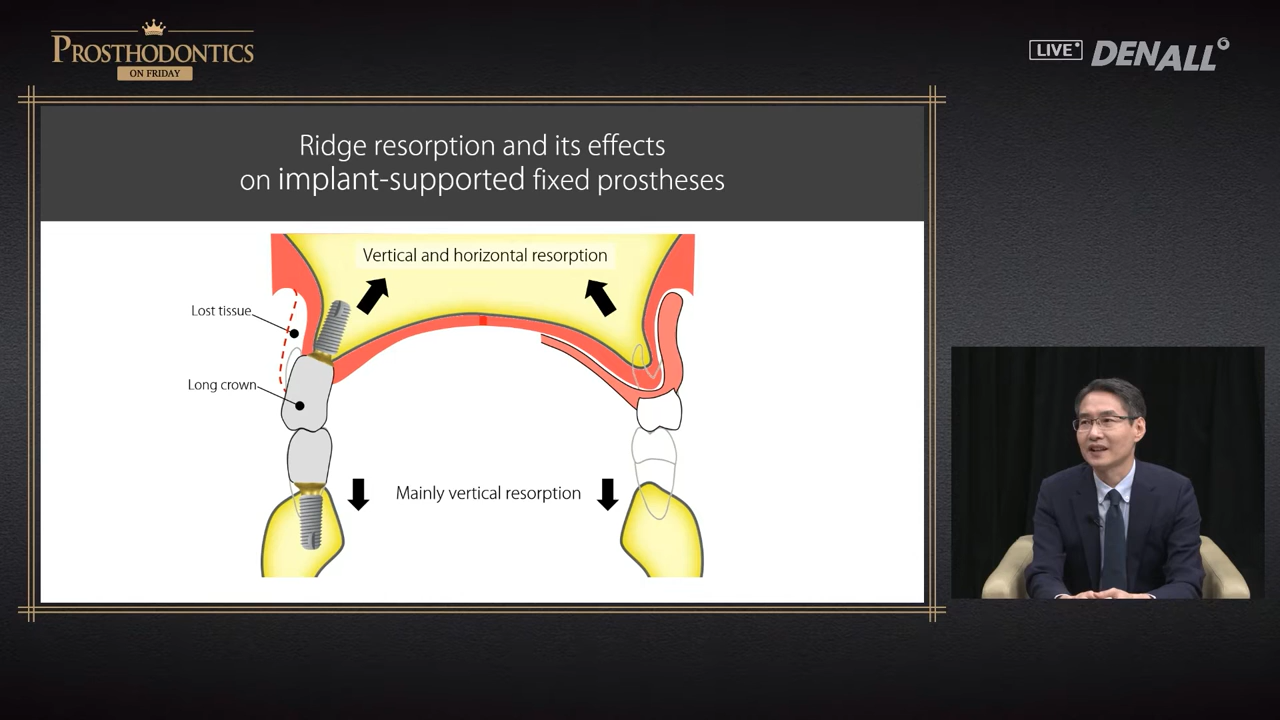 PROSTHODONTICS
ON FRIDAY
LIVE
DENALL
Ridge resorption and its effects
on implant-supported fixed prostheses
Vertical and horizontal resorption
Lost tissue
Long crown
Mainly vertical resorption